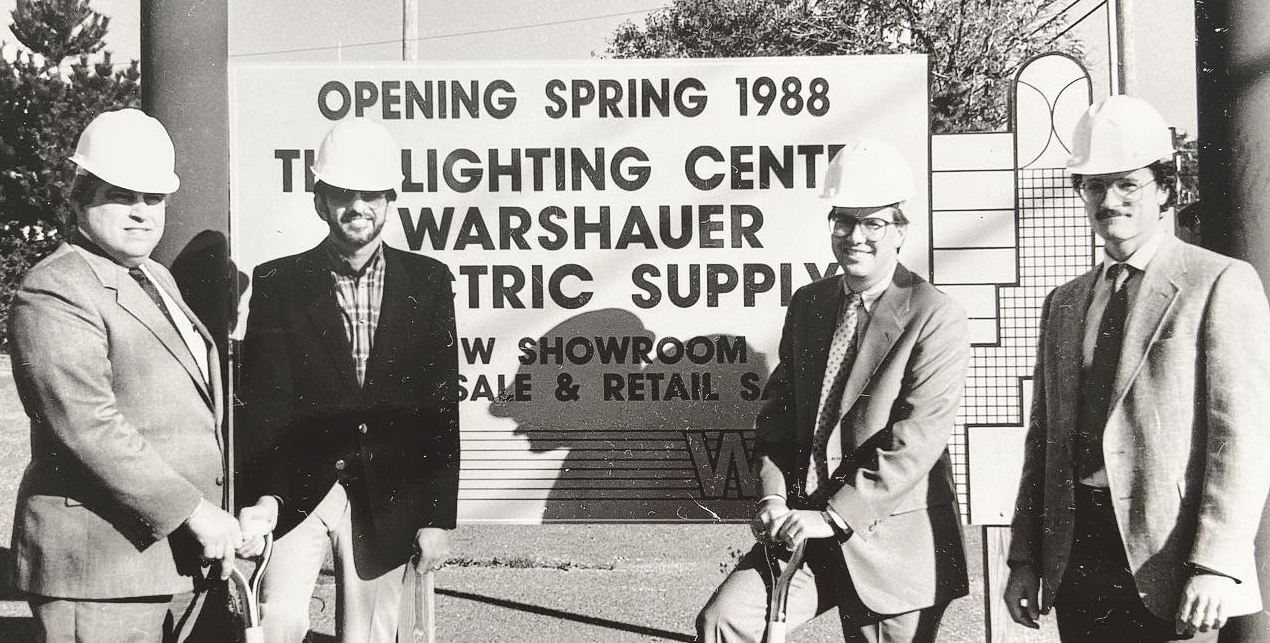 OPENING SPRING 1988
LIGHTING CENT
WARSHAUER
CTRIC SUPPLY
W SHOWROOM
SALE & RETAIL SA
W